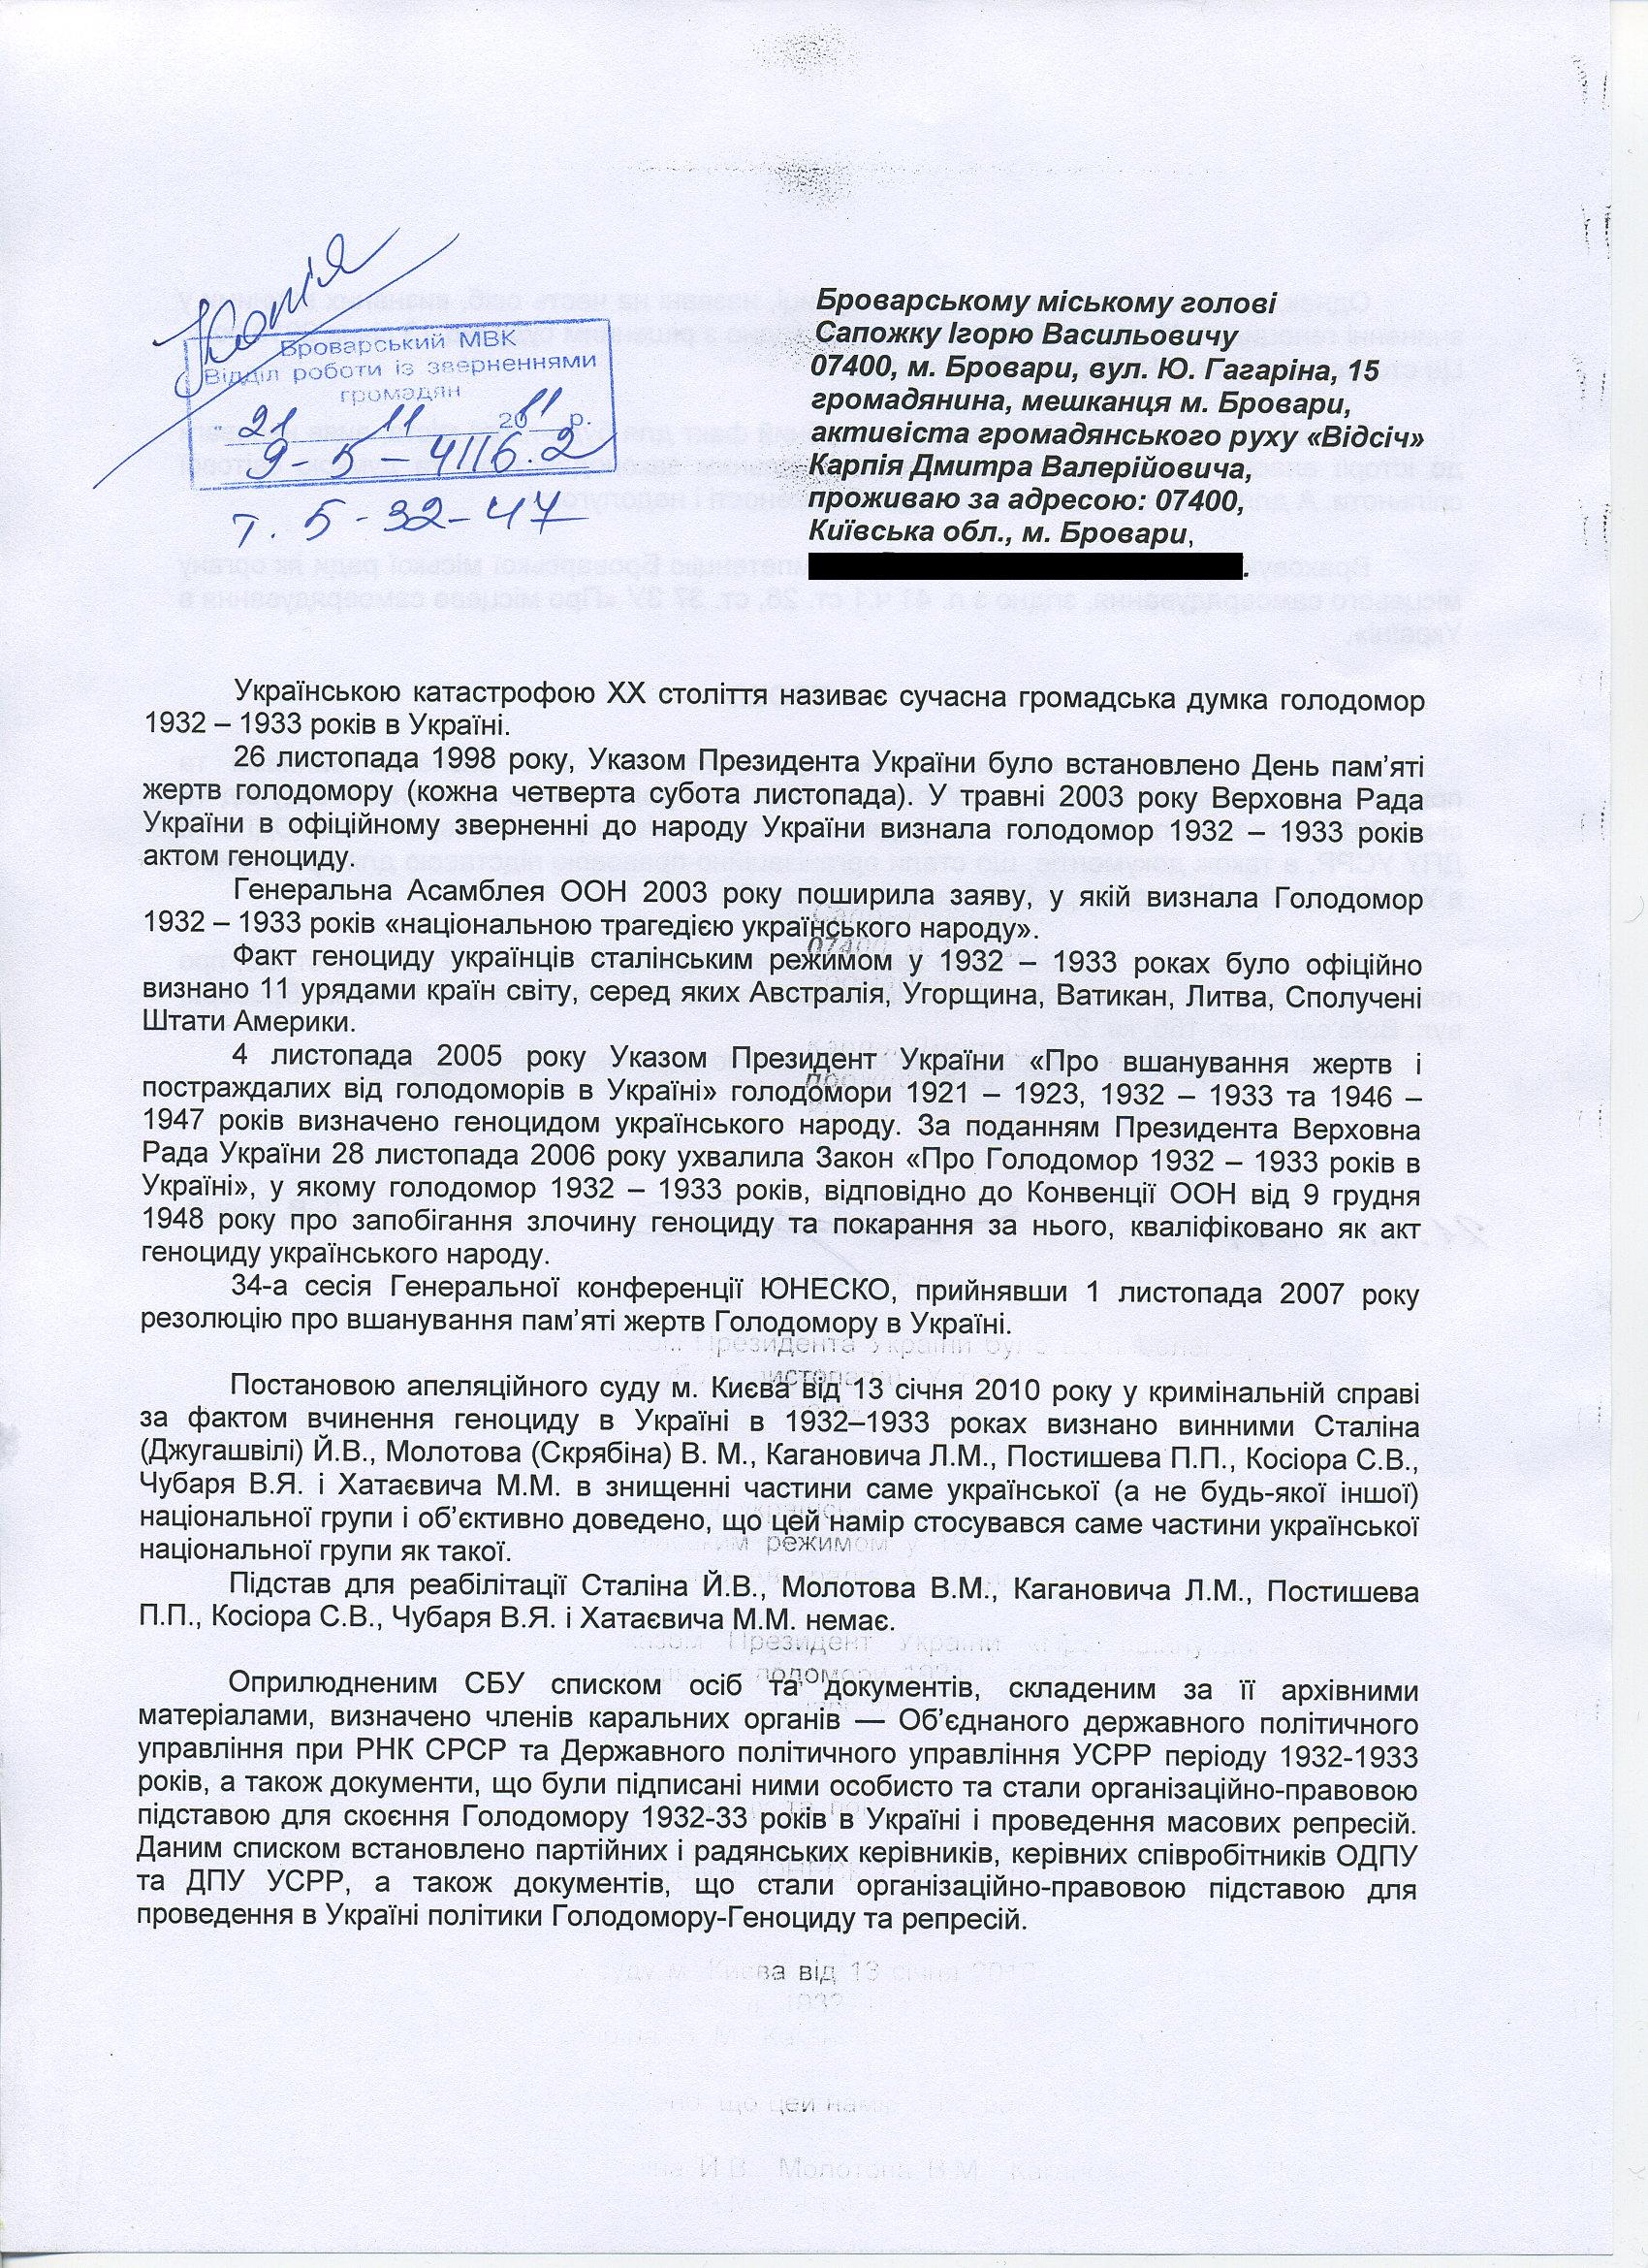 Копія
Броварський МВК
Відділ роботи із зверненнями
громадян
" 21 11 2011 р.
9-5-4116.2
т. 5-32-47
Броварському міському голові
Сапожку Ігорю Васильовичу
07400, м. Бровари, вул. Ю. Гагаріна, 15
громадянина, мешканця м. Бровари,
активіста громадянського руху «Відсіч»
Карпія Дмитра Валерійовича,
проживаю за адресою: 07400,
Київська обл., м. Бровари,
.
Українською катастрофою ХХ століття називає сучасна громадська думка голодомор
1932 – 1933 років в Україні.
26 листопада 1998 року, Указом Президента України було встановлено День пам’яті
жертв голодомору (кожна четверта субота листопада). У травні 2003 року Верховна Рада
України в офіційному зверненні до народу України визнала голодомор 1932 – 1933 років
актом геноциду.
Генеральна Асамблея ООН 2003 року поширила заяву, у якій визнала Голодомор
1932 – 1933 років «національною трагедією українського народу».
Факт геноциду українців сталінським режимом у 1932 – 1933 роках було офіційно
визнано 11 урядами країн світу, серед яких Австралія, Угорщина, Ватикан, Литва, Сполучені
Штати Америки.
4 листопада 2005 року Указом Президент України «Про вшанування жертв і
постраждалих від голодоморів в Україні» голодомори 1921 – 1923, 1932 – 1933 та 1946 –
1947 років визначено геноцидом українського народу. За поданням Президента Верховна
Рада України 28 листопада 2006 року ухвалила Закон «Про Голодомор 1932 – 1933 років в
Україні», у якому голодомор 1932 – 1933 років, відповідно до Конвенції ООН від 9 грудня
1948 року про запобігання злочину геноциду та покарання за нього, кваліфіковано як акт
геноциду українського народу.
34-а сесія Генеральної конференції ЮНЕСКО, прийнявши 1 листопада 2007 року
резолюцію про вшанування пам’яті жертв Голодомору в Україні.
Постановою апеляційного суду м. Києва від 13 січня 2010 року у кримінальній справі
за фактом вчинення геноциду в Україні в 1932–1933 роках визнано винними Сталіна
(Джугашвілі) Й.В., Молотова (Скрябіна) В. М., Кагановича Л.М., Постишева П.П., Косіора С.В.,
Чубаря В.Я. і Хатаєвича М.М. в знищенні частини саме української (а не будь-якої іншої)
національної групи і об’єктивно доведено, що цей намір стосувався саме частини української
національної групи як такої.
Підстав для реабілітації Сталіна Й.В., Молотова В.М., Кагановича Л.М., Постишева
П.П., Косіора С.В., Чубаря В.Я. і Хатаєвича М.М. немає.
Оприлюдненим СБУ списком осіб та документів, складеним за її архівними
матеріалами, визначено членів каральних органів — Об’єднаного державного політичного
управління при РНК СРСР та Державного політичного управління УСРР періоду 1932-1933
років, а також документи, що були підписані ними особисто та стали організаційно-правовою
підставою для скоєння Голодомору 1932-33 років в Україні і проведення масових репресій.
Даним списком встановлено партійних і радянських керівників, керівних співробітників ОДПУ
та ДПУ УСРР, а також документів, що стали організаційно-правовою підставою для
проведення в Україні політики Голодомору-Геноциду та репресій.
ва від 13 січня 2010